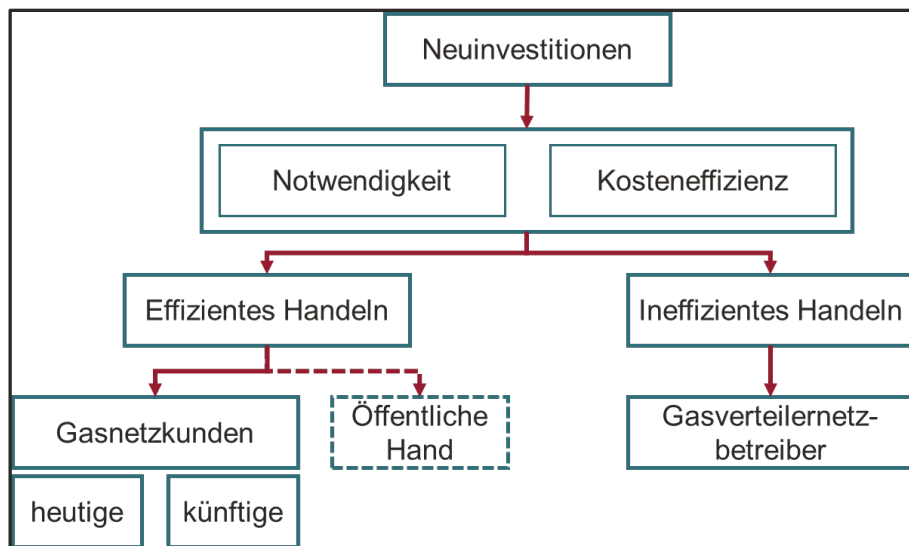 Neuinvestitionen
Notwendigkeit
Kosteneffizienz
Effizientes Handeln
Ineffizientes Handeln
Gasnetzkunden
Öffentliche
Hand
Gasverteilernetz-
betreiber
heutige
künftige